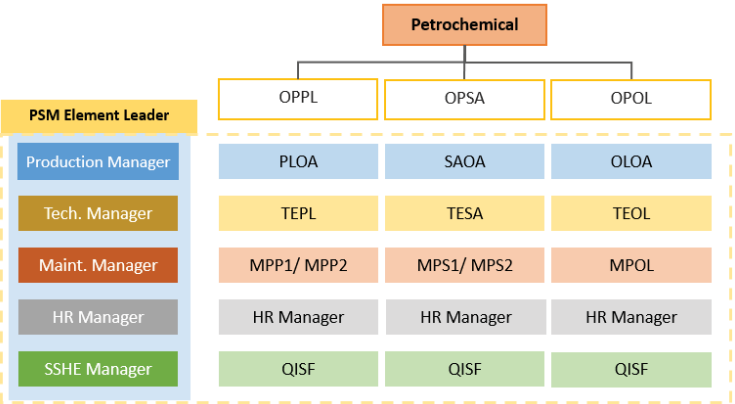 Petrochemical
OPPL OPSA OPOL
PSM Element Leader
Production Manager PLOA SAOA OLOA
Tech. Manager TEPL TESA TEOL
Maint. Manager MPP1/ MPP2 MPS1/ MPS2 MPOL
HR Manager HR Manager HR Manager HR Manager
SSHE Manager QISF QISF QISF